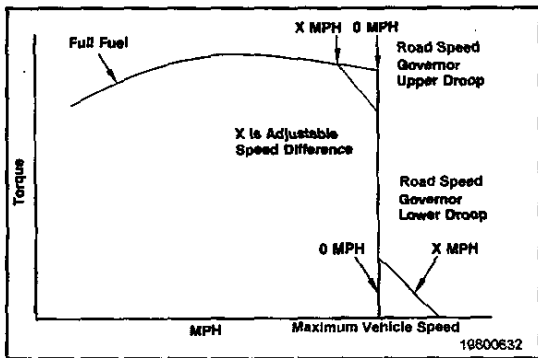 X MPH 0 MPH
Full Fuel
Road Speed
Governor
Upper Droop
X is Adjustable
Speed Difference
Torque
Road Speed
Governor
Lower Droop
0 MPH
X MPH
MPH
Maximum Vehicle Speed
19800632